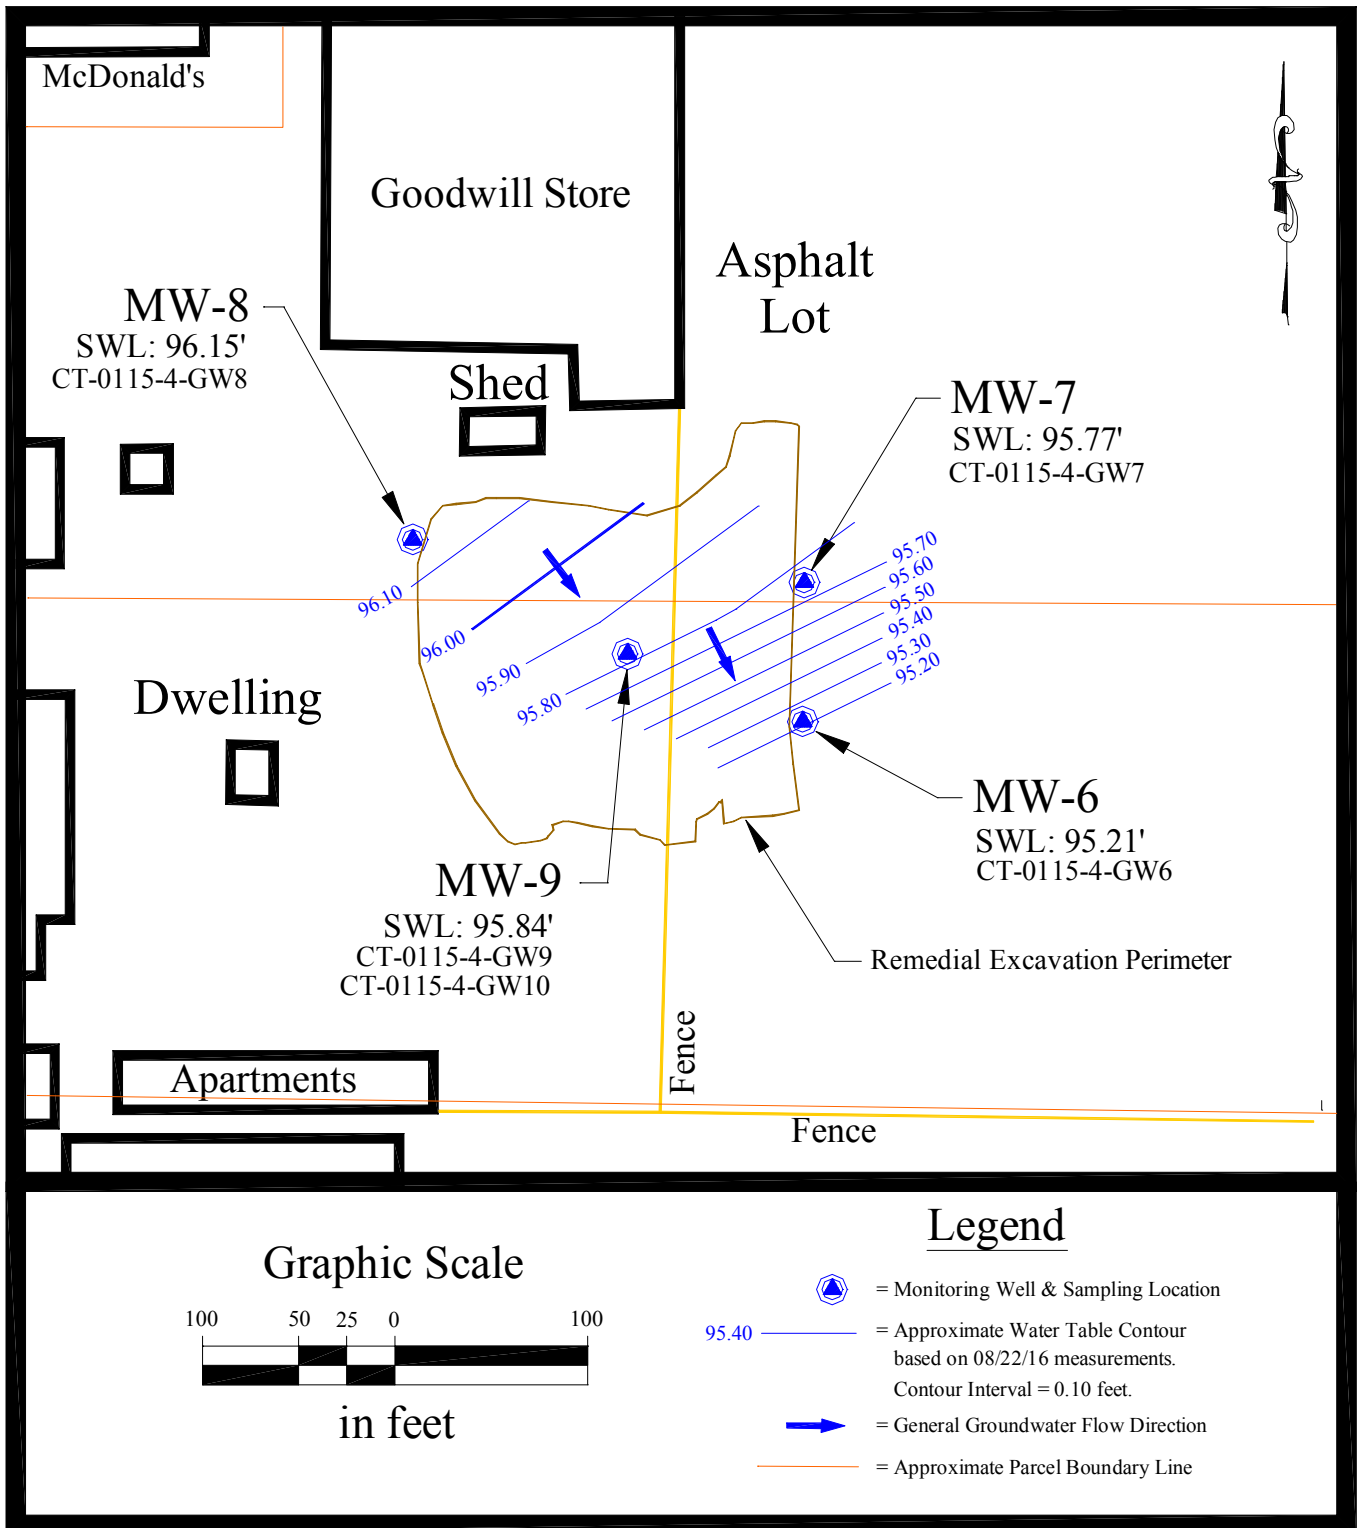 McDonald's
Goodwill Store
Asphalt
Lot
MW-8
SWL: 96.15'
CT-0115-4-GW8
Shed
MW-7
SWL: 95.77'
CT-0115-4-GW7
95.70
95.60
95.50
95.40
95.30
95.20
96.10
96.00
95.90
95.80
Dwelling
MW-6
SWL: 95.21'
CT-0115-4-GW6
MW-9
SWL: 95.84'
CT-0115-4-GW9
CT-0115-4-GW10
Remedial Excavation Perimeter
Fence
Apartments
Fence
Graphic Scale
100 50 25 0 100
in feet
Legend
= Monitoring Well & Sampling Location
95.40 = Approximate Water Table Contour
based on 08/22/16 measurements.
Contour Interval = 0.10 feet.
= General Groundwater Flow Direction
= Approximate Parcel Boundary Line